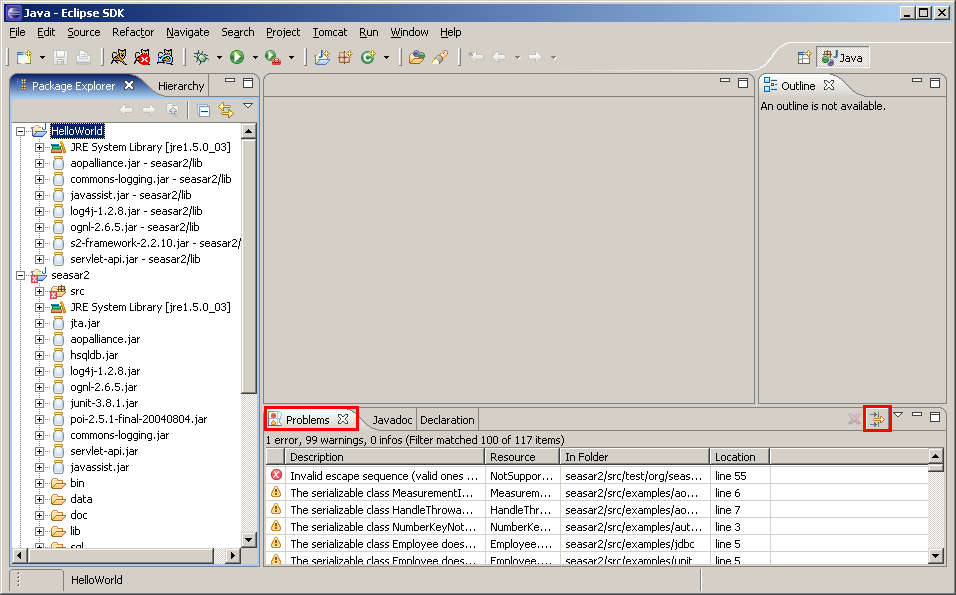 Java - Eclipse SDK
File Edit Source Refactor Navigate Search Project Tomcat Run Window Help
Java
Package Explorer Hierarchy
HelloWorld
JRE System Library [jre1.5.0_03]
aopalliance.jar - seasar2/lib
commons-logging.jar - seasar2/lib
javassist.jar - seasar2/lib
log4j-1.2.8.jar - seasar2/lib
ognl-2.6.5.jar - seasar2/lib
s2-framework-2.2.10.jar - seasar2/
servlet-api.jar - seasar2/lib
seasar2
src
JRE System Library [jre1.5.0_03]
jta.jar
aopalliance.jar
hsqldb.jar
log4j-1.2.8.jar
ognl-2.6.5.jar
junit-3.8.1.jar
poi-2.5.1-final-20040804.jar
commons-logging.jar
servlet-api.jar
javassist.jar
bin
data
doc
lib
sql
Outline
An outline is not available.
Problems Javadoc Declaration
1 error, 99 warnings, 0 infos (Filter matched 100 of 117 items)
Description Resource In Folder Location
Invalid escape sequence (valid ones ... NotSuppor... seasar2/src/test/org/seas... line 55
The serializable class MeasurementI... Measurem... seasar2/src/examples/ao... line 6
The serializable class HandleThrowa... HandleThr... seasar2/src/examples/ao... line 7
The serializable class NumberKeyNot... NumberKe... seasar2/src/examples/aut... line 3
The serializable class Employee does... Employee.... seasar2/src/examples/jdbc line 5
The serializable class Employee does... Employee.... seasar2/src/examples/unit line 5
HelloWorld